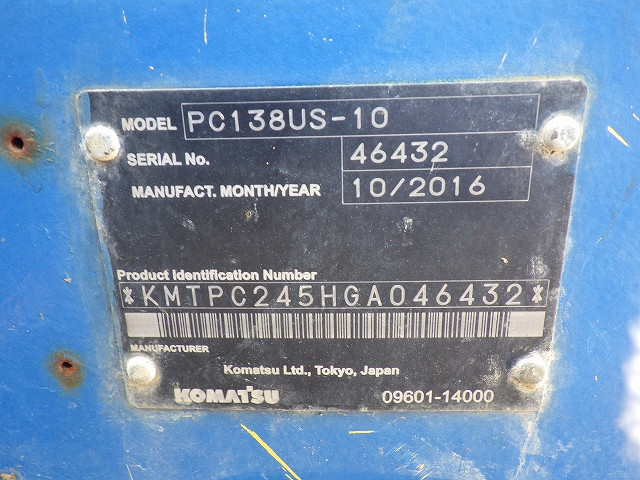 MODEL PC138US-10
SERIAL No. 46432
MANUFACT. MONTH/YEAR 10/2016
Product Identification Number
*KMTPC245HGA046432*
MANUFACTURER
Komatsu Ltd., Tokyo, Japan
KOMATSU 09601-14000